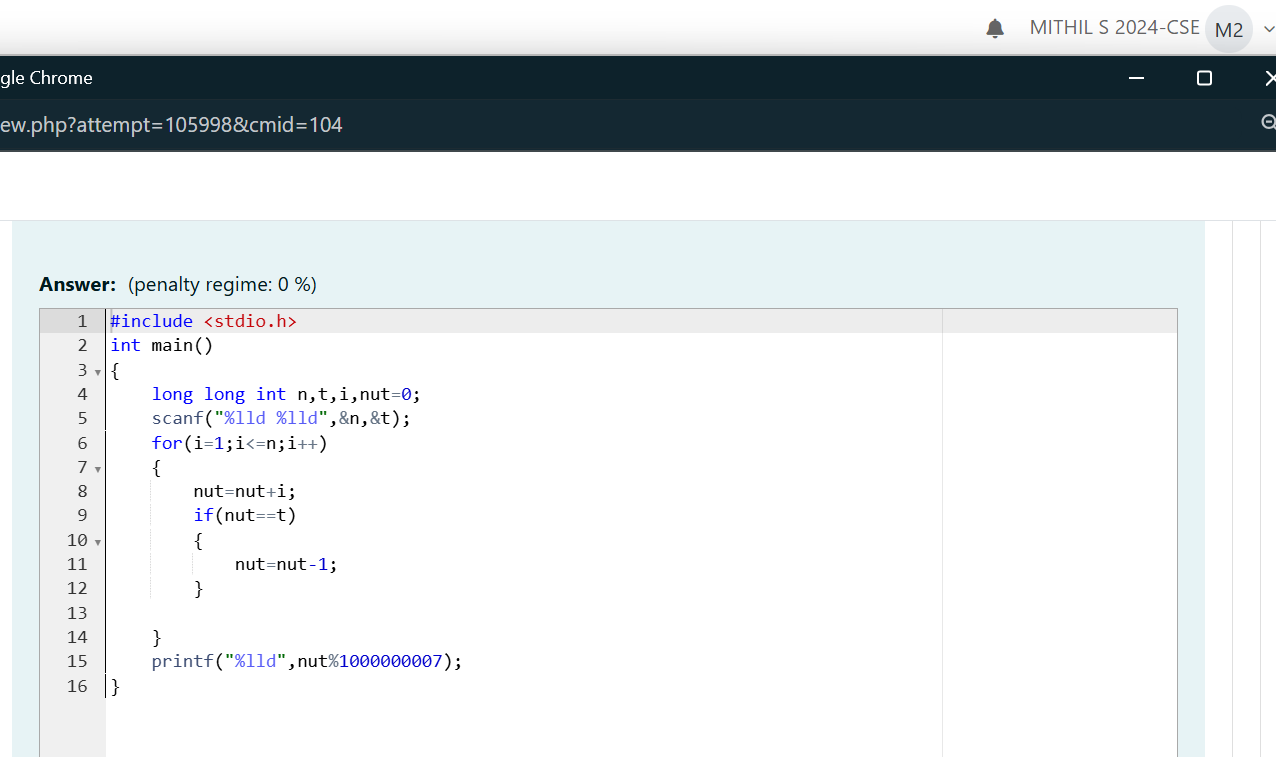 MITHIL S 2024-CSE M2
gle Chrome
ew.php?attempt=105998&cmid=104
Answer: (penalty regime: 0 %)
1 #include <stdio.h>
2 int main()
3 {
4     long long int n,t,i,nut=0;
5     scanf("%lld %lld",&n,&t);
6     for(i=1;i<=n;i++)
7     {
8         nut=nut+i;
9         if(nut==t)
10         {
11             nut=nut-1;
12         }
13
14     }
15     printf("%lld",nut%1000000007);
16 }